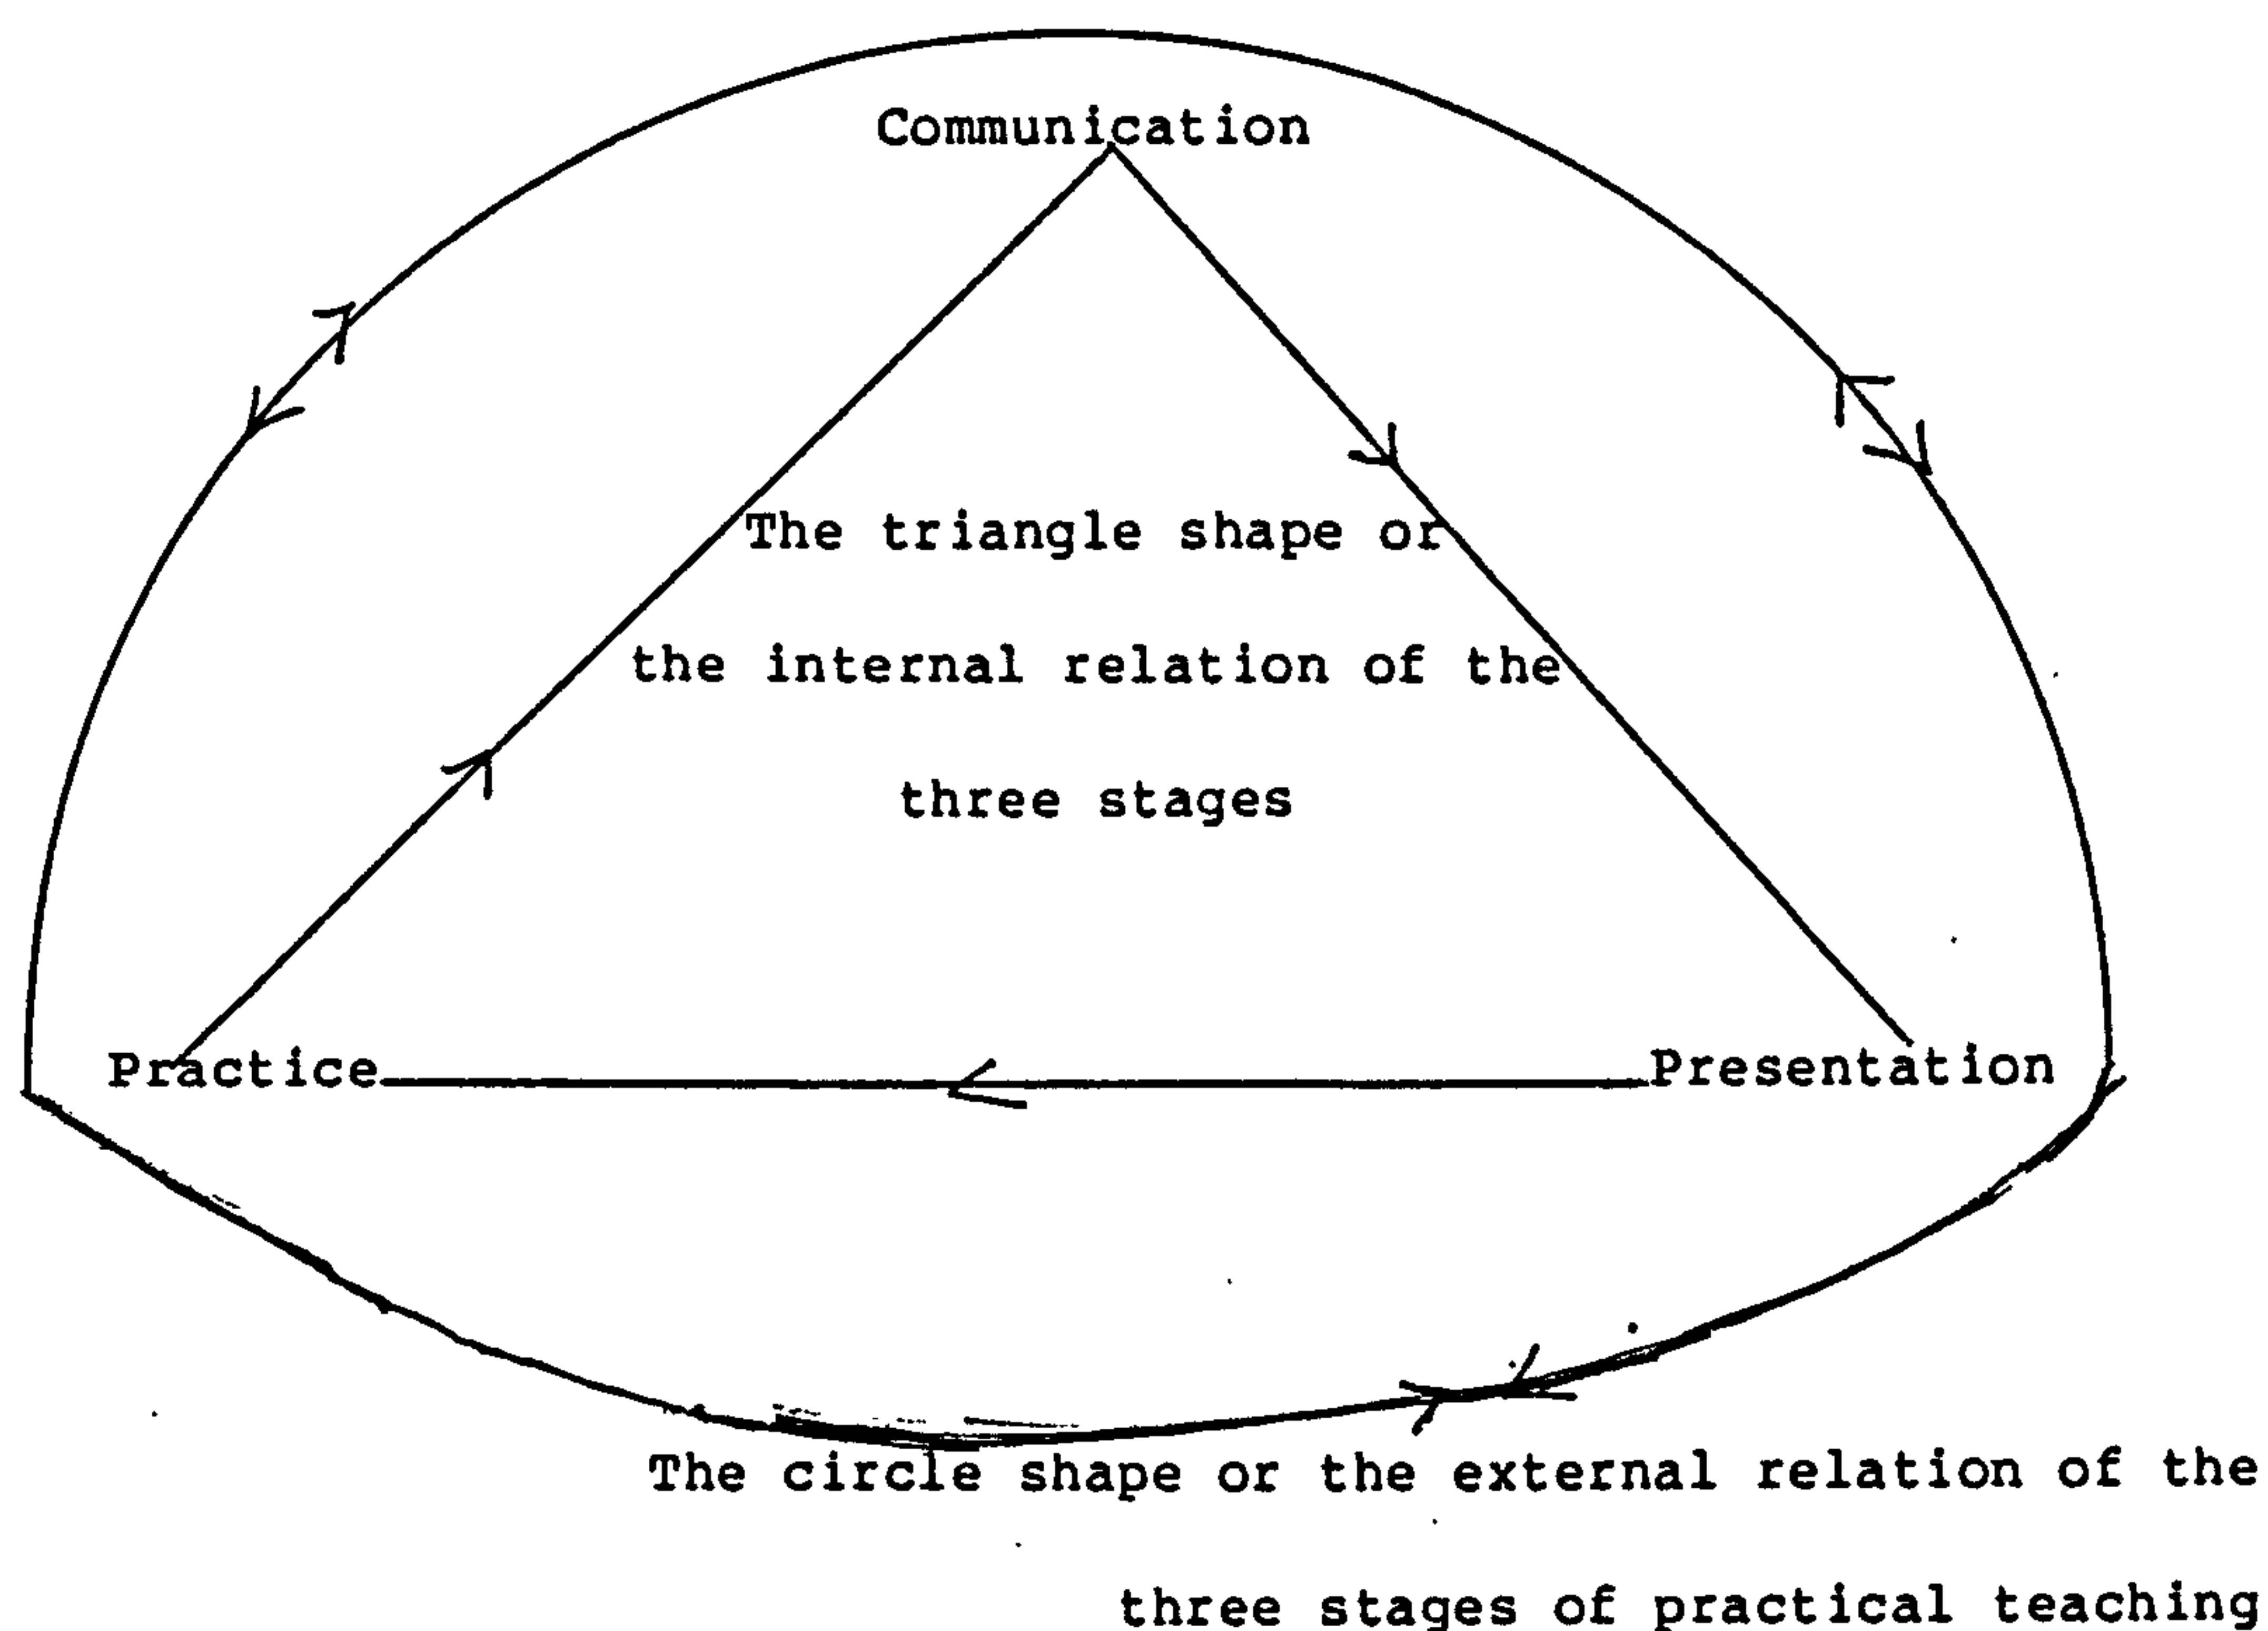 Communication
The triangle shape or
the internal relation of the
three stages
Practice Presentation
The circle shape or the external relation of the
three stages of practical teaching